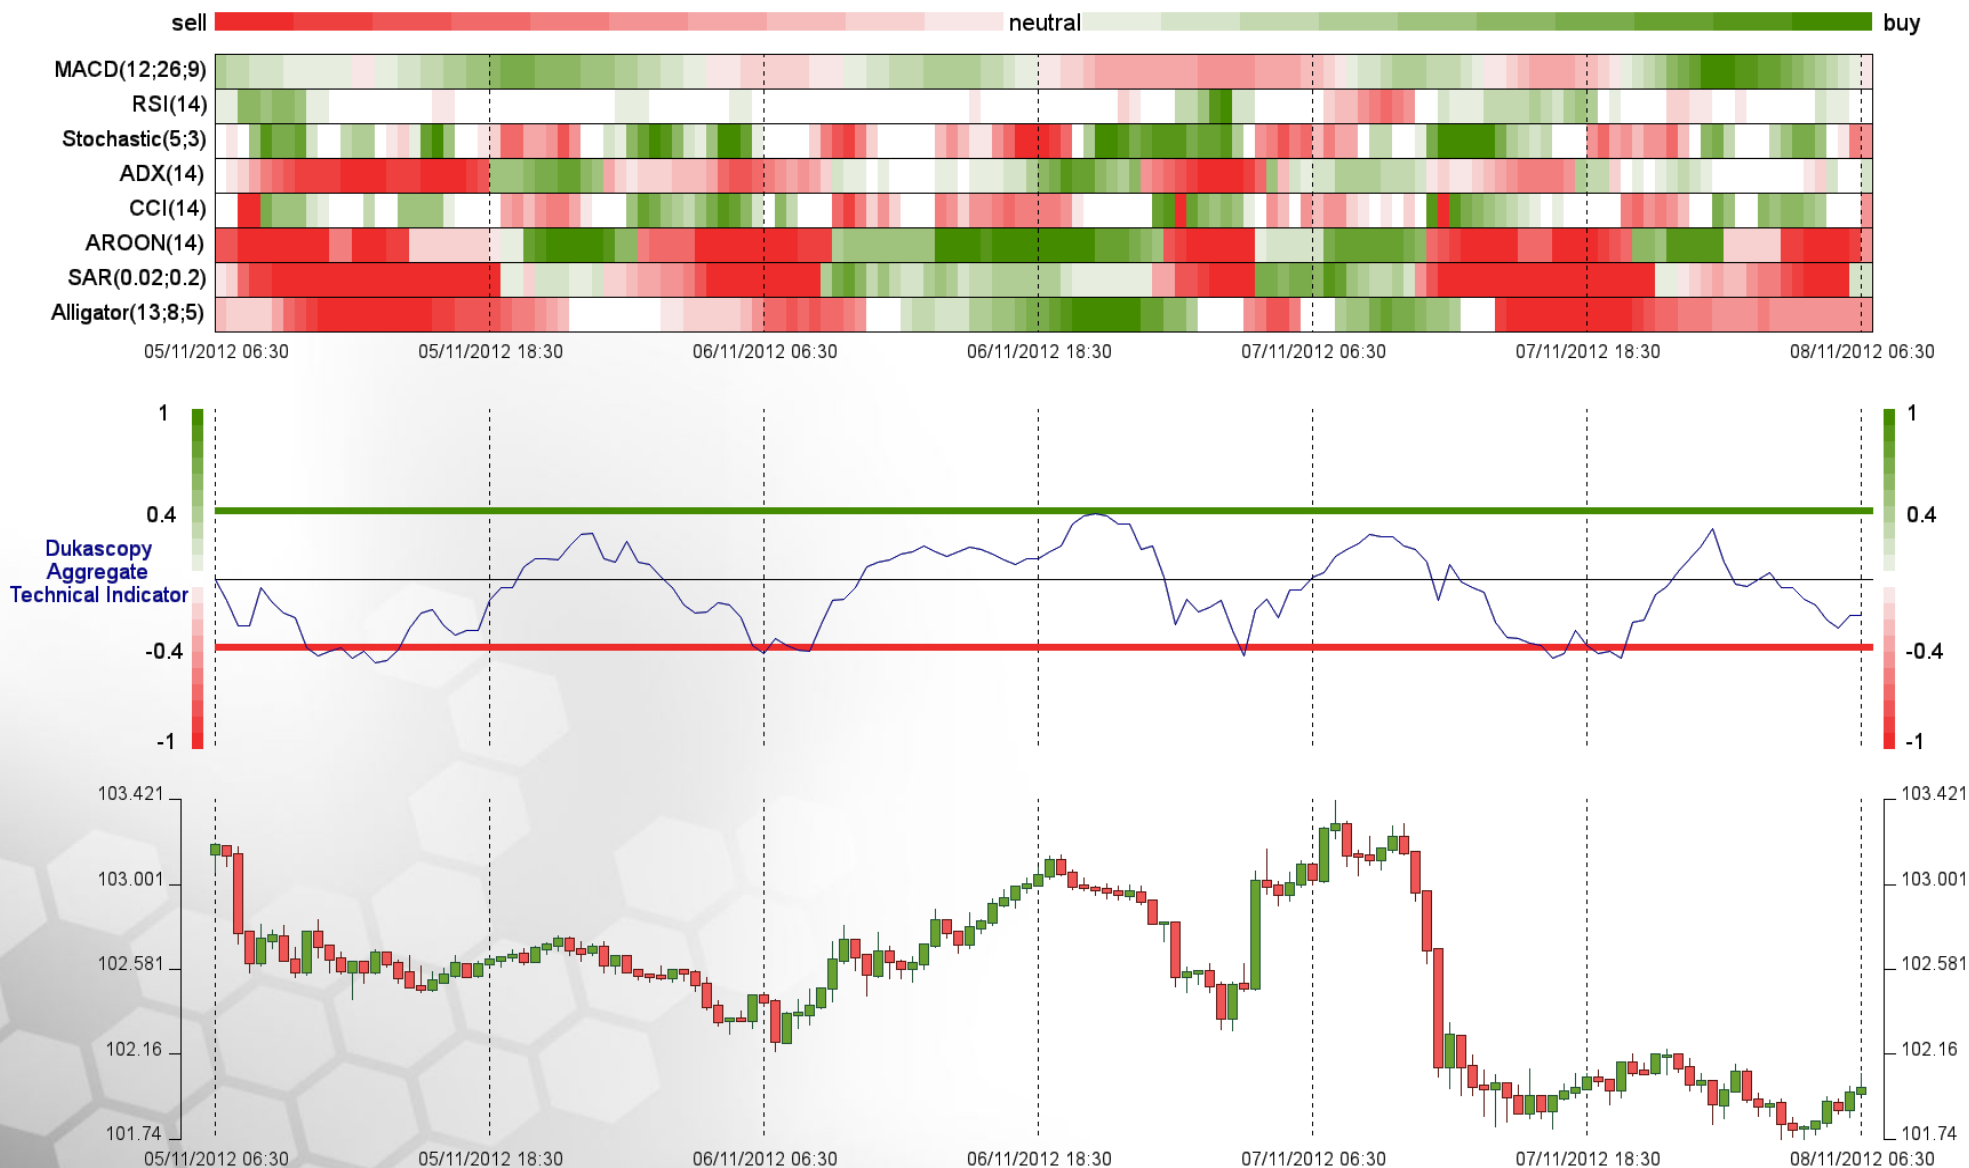 sell neutral buy
MACD(12;26;9)
RSI(14)
Stochastic(5;3)
ADX(14)
CCI(14)
AROON(14)
SAR(0.02;0.2)
Alligator(13;8;5)
05/11/2012 06:30 05/11/2012 18:30 06/11/2012 06:30 06/11/2012 18:30 07/11/2012 06:30 07/11/2012 18:30 08/11/2012 06:30
1 1
0.4 0.4
Dukascopy
Aggregate
Technical Indicator
-0.4 -0.4
-1 -1
103.421 103.421
103.001 103.001
102.581 102.581
102.16 102.16
101.74 101.74
05/11/2012 06:30 05/11/2012 18:30 06/11/2012 06:30 06/11/2012 18:30 07/11/2012 06:30 07/11/2012 18:30 08/11/2012 06:30